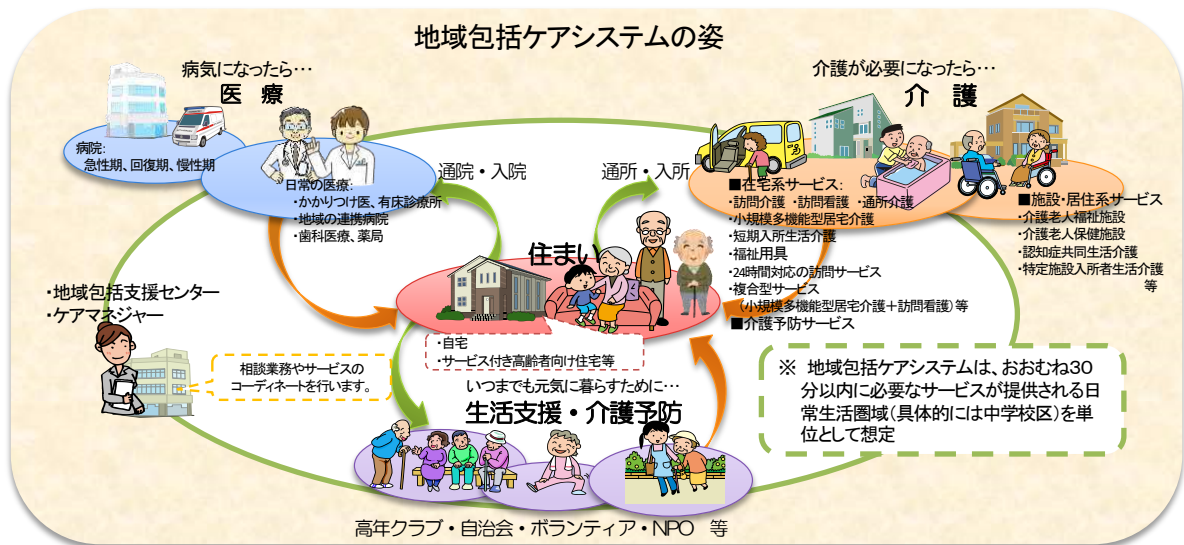 地域包括ケアシステムの姿
病気になったら…
医 療
病院:
急性期、回復期、慢性期
日常の医療:
・かかりつけ医、有床診療所
・地域の連携病院
・歯科医療、薬局
通院・入院
通所・入所
介護が必要になったら…
介 護
■在宅系サービス:
・訪問介護 ・訪問看護 ・通所介護
・小規模多機能型居宅介護
・短期入所生活介護
・福祉用具
・24時間対応の訪問サービス
・複合型サービス
（小規模多機能型居宅介護＋訪問看護）等
■介護予防サービス
■施設・居住系サービス
・介護老人福祉施設
・介護老人保健施設
・認知症共同生活介護
・特定施設入所者生活介護
等
住まい
・自宅
・サービス付き高齢者向け住宅等
・地域包括支援センター
・ケアマネジャー
相談業務やサービスの
コーディネートを行います。
いつまでも元気に暮らすために…
生活支援・介護予防
高年クラブ・自治会・ボランティア・NPO 等
※ 地域包括ケアシステムは、おおむね30
分以内に必要なサービスが提供される日
常生活圏域（具体的には中学校区）を単
位として想定